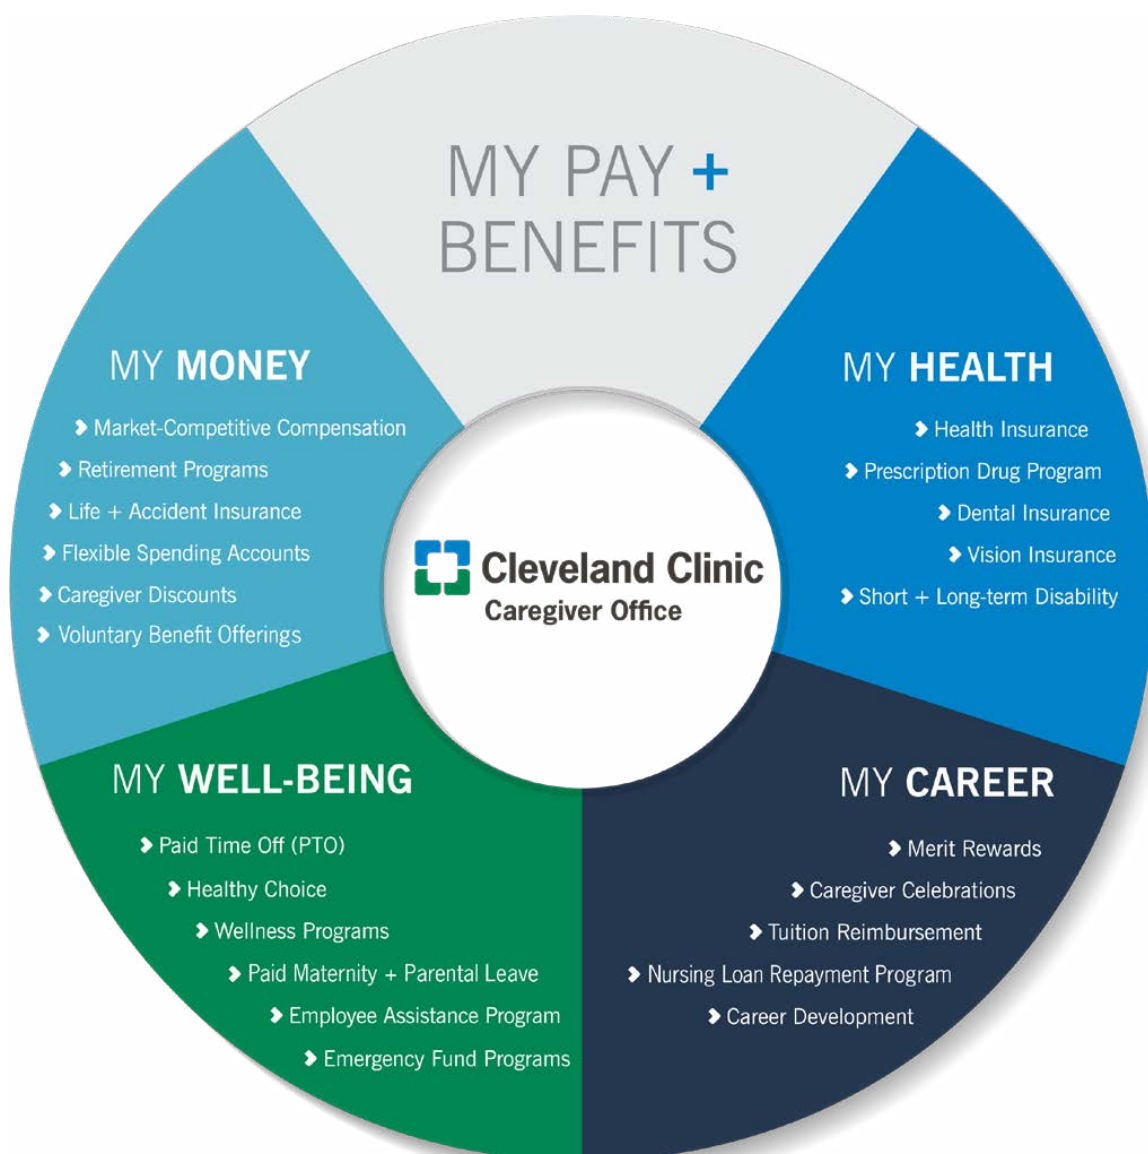 MY PAY +
BENEFITS
MY MONEY
Market-Competitive Compensation
Retirement Programs
Life + Accident Insurance
Flexible Spending Accounts
Caregiver Discounts
Voluntary Benefit Offerings
MY HEALTH
Health Insurance
Prescription Drug Program
Dental Insurance
Vision Insurance
Short + Long-term Disability
Cleveland Clinic
Caregiver Office
MY WELL-BEING
Paid Time Off (PTO)
Healthy Choice
Wellness Programs
Paid Maternity + Parental Leave
Employee Assistance Program
Emergency Fund Programs
MY CAREER
Merit Rewards
Caregiver Celebrations
Tuition Reimbursement
Nursing Loan Repayment Program
Career Development